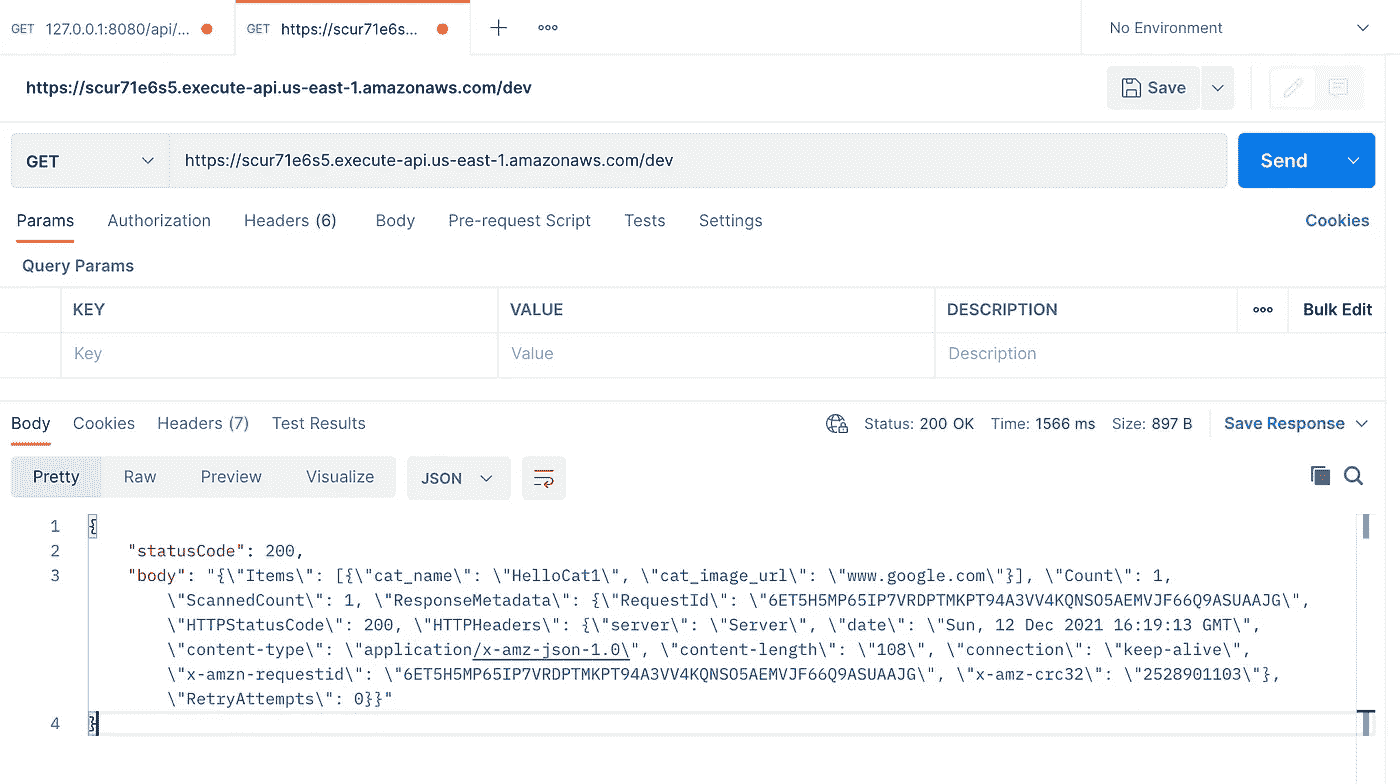 GET 127.0.0.1:8080/api/... GET https://scur71e6s5... No Environment
https://scur71e6s5.execute-api.us-east-1.amazonaws.com/dev Save
GET https://scur71e6s5.execute-api.us-east-1.amazonaws.com/dev Send
Params Authorization Headers (6) Body Pre-request Script Tests Settings Cookies
Query Params
KEY VALUE DESCRIPTION Bulk Edit
Key Value Description
Body Cookies Headers (7) Test Results Status: 200 OK Time: 1566 ms Size: 897 B Save Response
Pretty Raw Preview Visualize JSON
1 {
2 "statusCode": 200,
3 "body": "{\"Items\": [{\"cat_name\": \"HelloCat1\", \"cat_image_url\": \"www.google.com\"}], \"Count\": 1,
\"ScannedCount\": 1, \"ResponseMetadata\": {\"RequestId\": \"6ET5H5MP65IP7VRDPTMKPT94A3VV4KQNSO5AEMVJF66Q9ASUAAJG\",
\"HTTPStatusCode\": 200, \"HTTPHeaders\": {\"server\": \"Server\", \"date\": \"Sun, 12 Dec 2021 16:19:13 GMT\",
\"content-type\": \"application/x-amz-json-1.0\", \"content-length\": \"108\", \"connection\": \"keep-alive\",
\"x-amzn-requestid\": \"6ET5H5MP65IP7VRDPTMKPT94A3VV4KQNSO5AEMVJF66Q9ASUAAJG\", \"x-amz-crc32\": \"2528901103\"},
\"RetryAttempts\": 0}}"
4 }